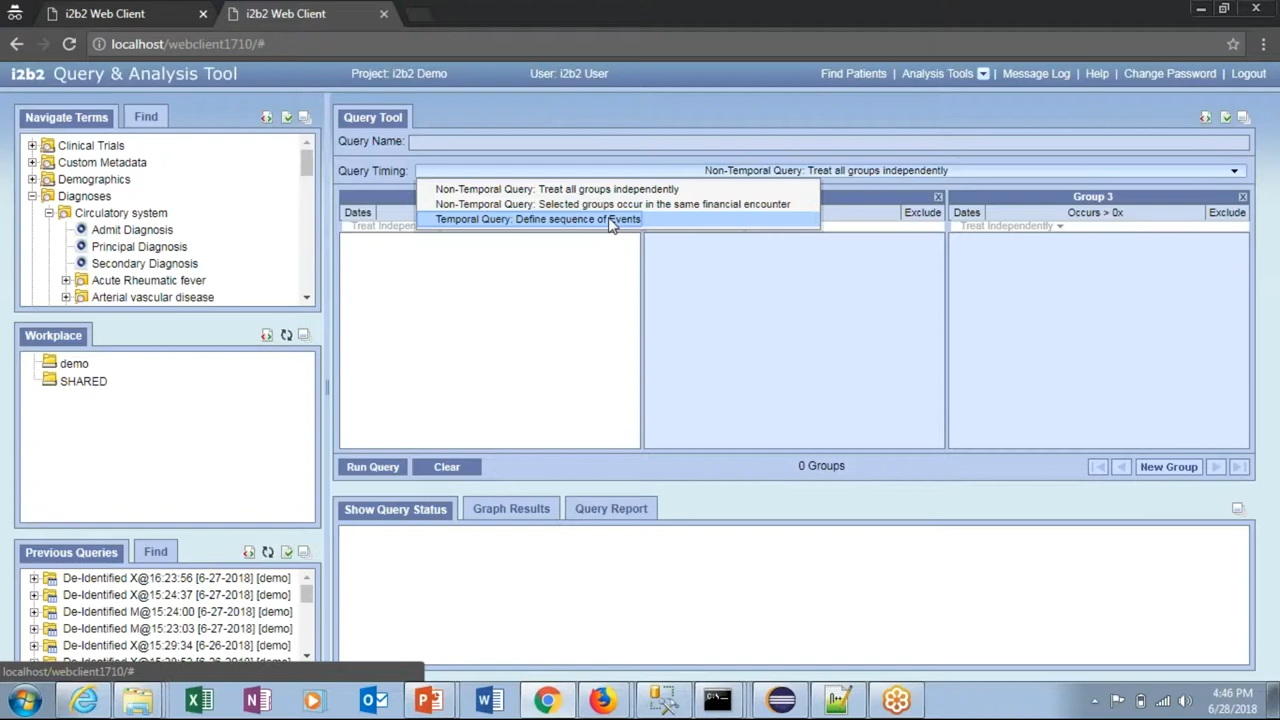 i2b2 Web Client
i2b2 Web Client
localhost/webclient1710/#
i2b2 Query & Analysis Tool
Project: i2b2 Demo
User: i2b2 User
Find Patients
Analysis Tools
Message Log
Help
Change Password
Logout
Navigate Terms
Find
Clinical Trials
Custom Metadata
Demographics
Diagnoses
Circulatory system
Admit Diagnosis
Principal Diagnosis
Secondary Diagnosis
Acute Rheumatic fever
Arterial vascular disease
Workplace
demo
SHARED
Previous Queries
Find
De-Identified X@16:23:56 [6-27-2018] [demo]
De-Identified X@15:24:37 [6-27-2018] [demo]
De-Identified M@15:24:00 [6-27-2018] [demo]
De-Identified M@15:23:03 [6-27-2018] [demo]
De-Identified X@15:29:34 [6-26-2018] [demo]
Query Tool
Query Name:
Query Timing:
Non-Temporal Query: Treat all groups independently
Non-Temporal Query: Treat all groups independently
Non-Temporal Query: Selected groups occur in the same financial encounter
Temporal Query: Define sequence of Events
Group 3
Dates
Exclude
Dates
Occurs > 0x
Exclude
Treat Independently
Run Query
Clear
0 Groups
New Group
Show Query Status
Graph Results
Query Report
localhost/webclient1710/#
4:46 PM
6/28/2018